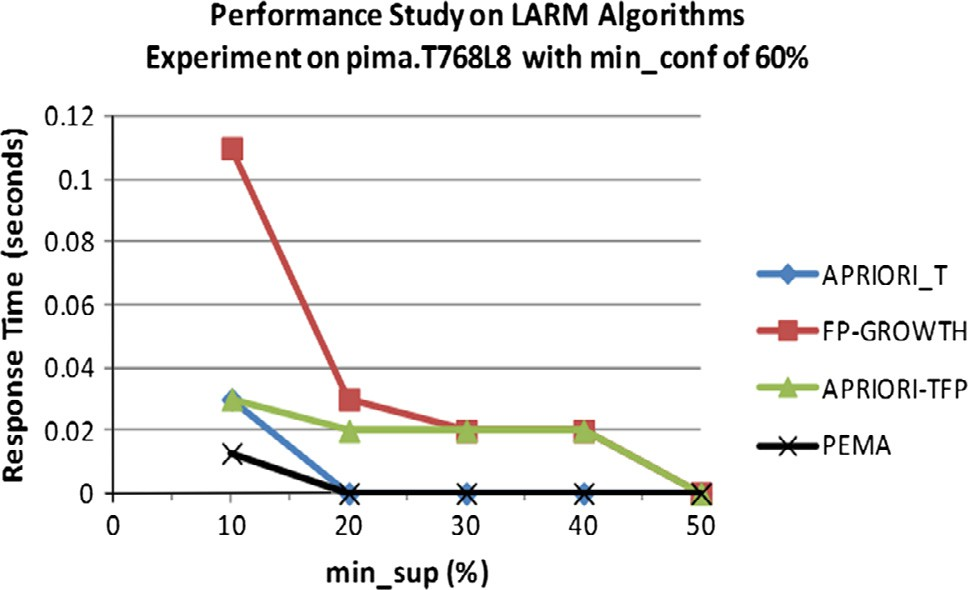 Performance Study on LARM Algorithms
Experiment on pima.T768L8 with min_conf of 60%
Response Time (seconds)
0.12
0.1
0.08
0.06
0.04
0.02
0
0 10 20 30 40 50
min_sup (%)
APRIORI_T
FP-GROWTH
APRIORI-TFP
PEMA